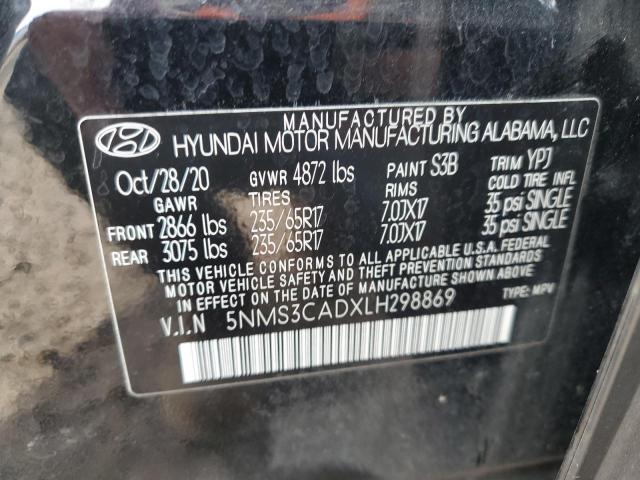 MANUFACTURED BY
HYUNDAI MOTOR MANUFACTURING ALABAMA, LLC
Oct/28/20 GVWR 4872 lbs PAINT S3B TRIM YPJ
GAWR TIRES RIMS COLD TIRE INFL
FRONT 2866 lbs 235/65R17 7.0JX17 35 psi SINGLE
REAR 3075 lbs 235/65R17 7.0JX17 35 psi SINGLE
THIS VEHICLE CONFORMS TO ALL APPLICABLE U.S.A. FEDERAL
MOTOR VEHICLE SAFETY AND THEFT PREVENTION STANDARDS
IN EFFECT ON THE DATE OF MANUFACTURE SHOWN ABOVE.
V.I.N 5NMS3CADXLH298869 TYPE: MPV